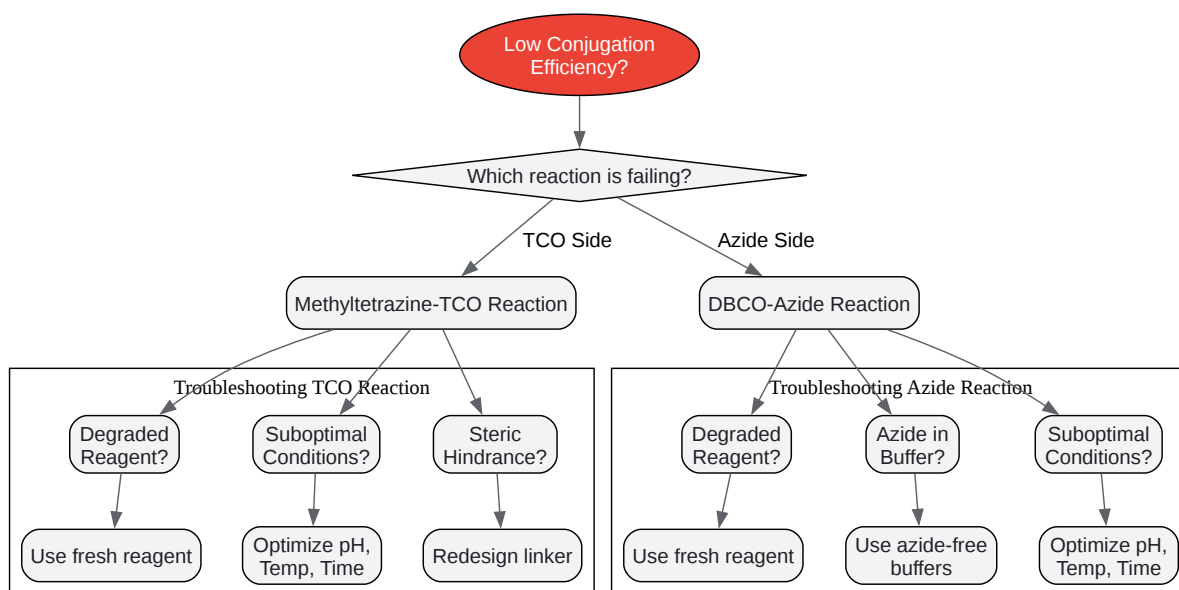 Low Conjugation
Efficiency?
Which reaction is failing?
TCO Side
Azide Side
Methyltetrazine-TCO Reaction
DBCO-Azide Reaction
Troubleshooting TCO Reaction
Degraded
Reagent?
Suboptimal
Conditions?
Steric
Hindrance?
Use fresh reagent
Optimize pH,
Temp, Time
Redesign linker
Troubleshooting Azide Reaction
Degraded
Reagent?
Azide in
Buffer?
Suboptimal
Conditions?
Use fresh reagent
Use azide-free
buffers
Optimize pH,
Temp, Time